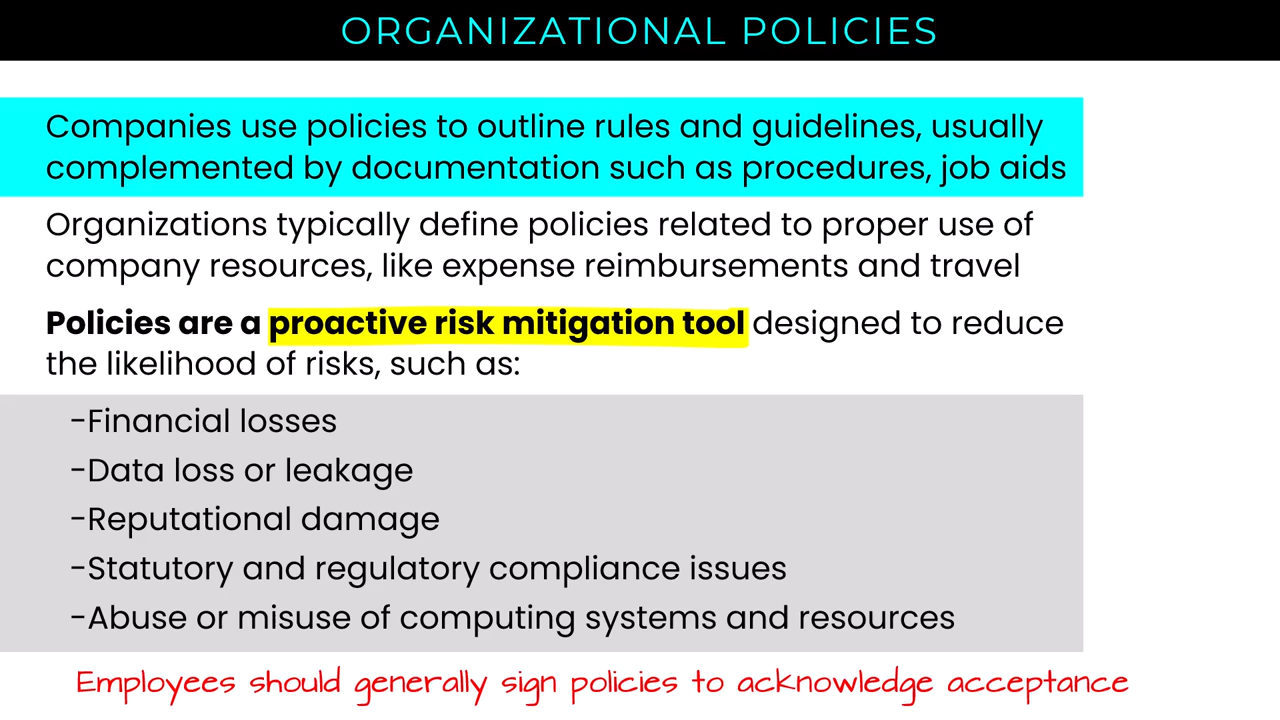 ORGANIZATIONAL POLICIES
Companies use policies to outline rules and guidelines, usually
complemented by documentation such as procedures, job aids
Organizations typically define policies related to proper use of
company resources, like expense reimbursements and travel
Policies are a proactive risk mitigation tool designed to reduce
the likelihood of risks, such as:
-Financial losses
-Data loss or leakage
-Reputational damage
-Statutory and regulatory compliance issues
-Abuse or misuse of computing systems and resources
Employees should generally sign policies to acknowledge acceptance